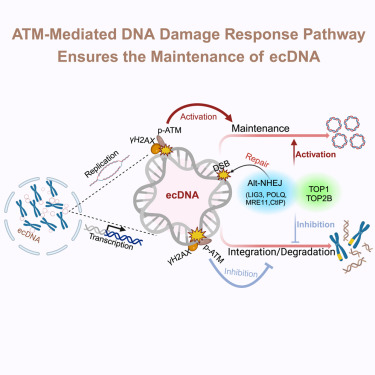 ATM-Mediated DNA Damage Response Pathway
Ensures the Maintenance of ecDNA
p-ATM
γH2AX
Activation
Maintenance
Replication
DSB
Repair
Activation
ecDNA
Alt-NHEJ
(LIG3, POLQ,
MRE11,CtIP)
TOP1
TOP2B
ecDNA
Transcription
Inhibition
γH2AX
p-ATM
Integration/Degradation
Inhibition